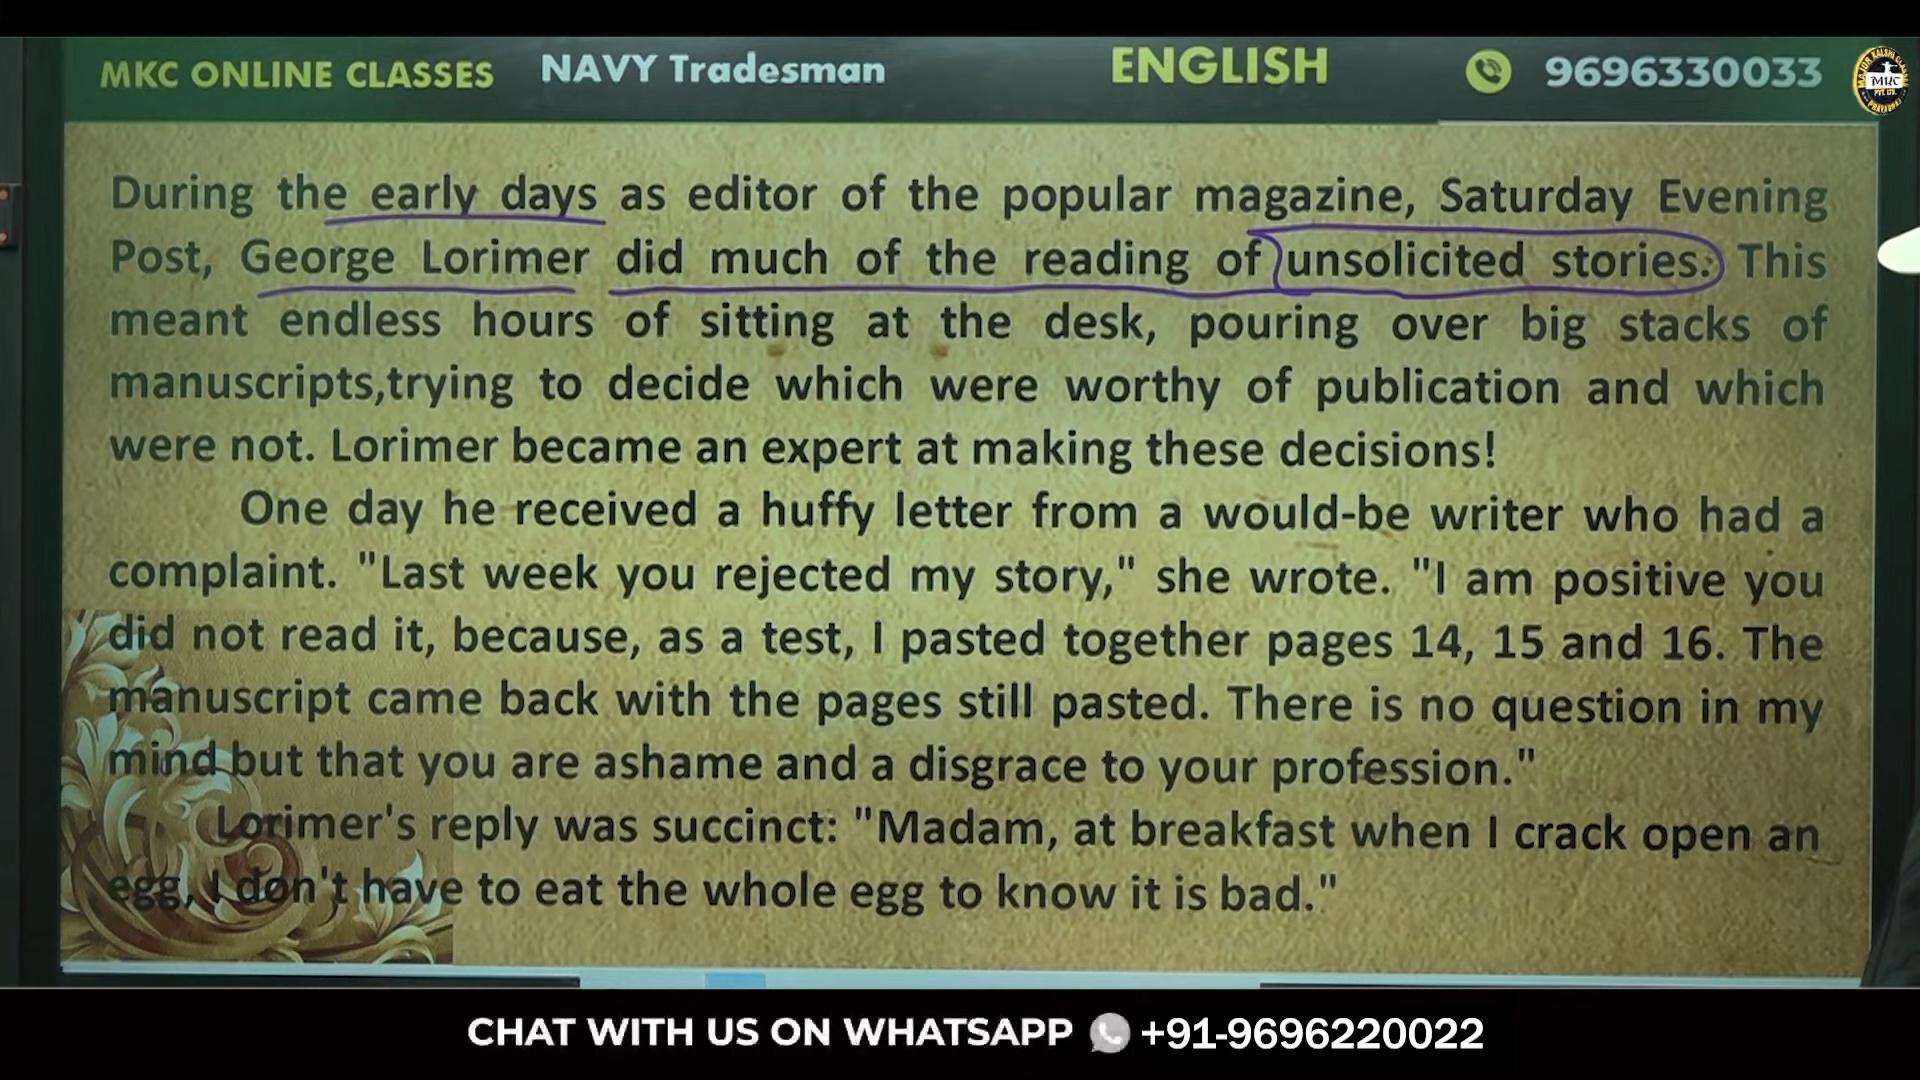 MKC ONLINE CLASSES NAVY Tradesman ENGLISH 9696330033
MKC
During the early days as editor of the popular magazine, Saturday Evening
Post, George Lorimer did much of the reading of unsolicited stories. This
meant endless hours of sitting at the desk, pouring over big stacks of
manuscripts,trying to decide which were worthy of publication and which
were not. Lorimer became an expert at making these decisions!
One day he received a huffy letter from a would-be writer who had a
complaint. "Last week you rejected my story," she wrote. "I am positive you
did not read it, because, as a test, I pasted together pages 14, 15 and 16. The
manuscript came back with the pages still pasted. There is no question in my
mind but that you are ashame and a disgrace to your profession."
Lorimer's reply was succinct: "Madam, at breakfast when I crack open an
egg, I don't have to eat the whole egg to know it is bad."
CHAT WITH US ON WHATSAPP +91-9696220022